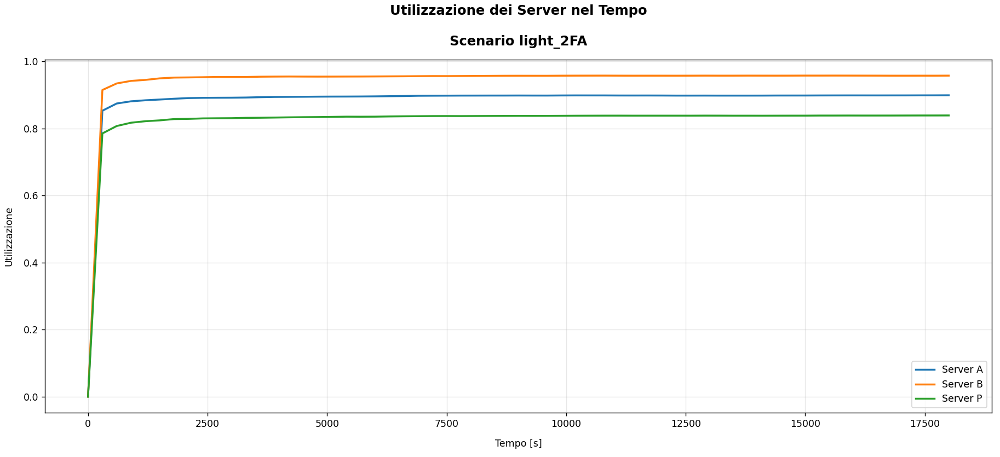 Utilizzazione dei Server nel Tempo
Scenario light_2FA
1.0
0.8
0.6
0.4
0.2
0.0
Utilizzazione
0 2500 5000 7500 10000 12500 15000 17500
Tempo [s]
Server A
Server B
Server P